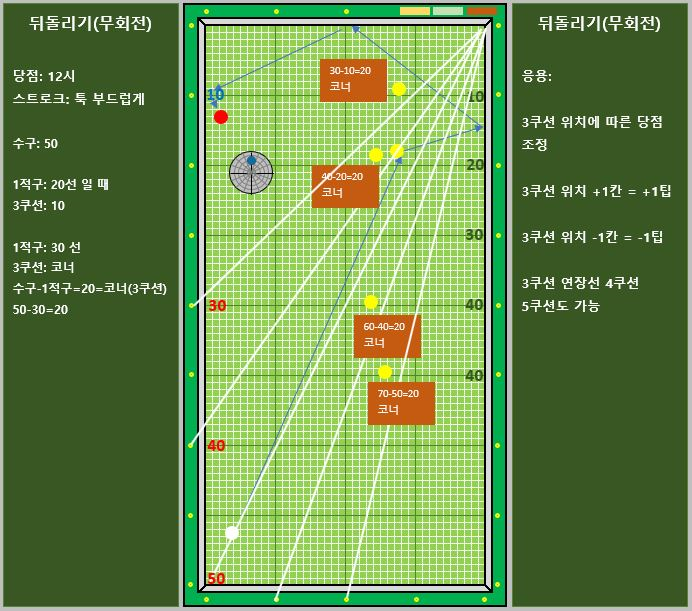 뒤돌리기(무회전)
당점: 12시
스트로크: 툭 부드럽게
수구: 50
1적구: 20선 일 때
3쿠션: 10
1적구: 30 선
3쿠션: 코너
수구-1적구=20=코너(3쿠션)
50-30=20
30-10=20
코너
10
10
40-20=20
코너
20
30
30
40
60-40=20
코너
40
70-50=20
코너
40
50
뒤돌리기(무회전)
응용:
3쿠션 위치에 따른 당점
조정
3쿠션 위치 +1칸 = +1팁
3쿠션 위치 -1칸 = -1팁
3쿠션 연장선 4쿠션
5쿠션도 가능